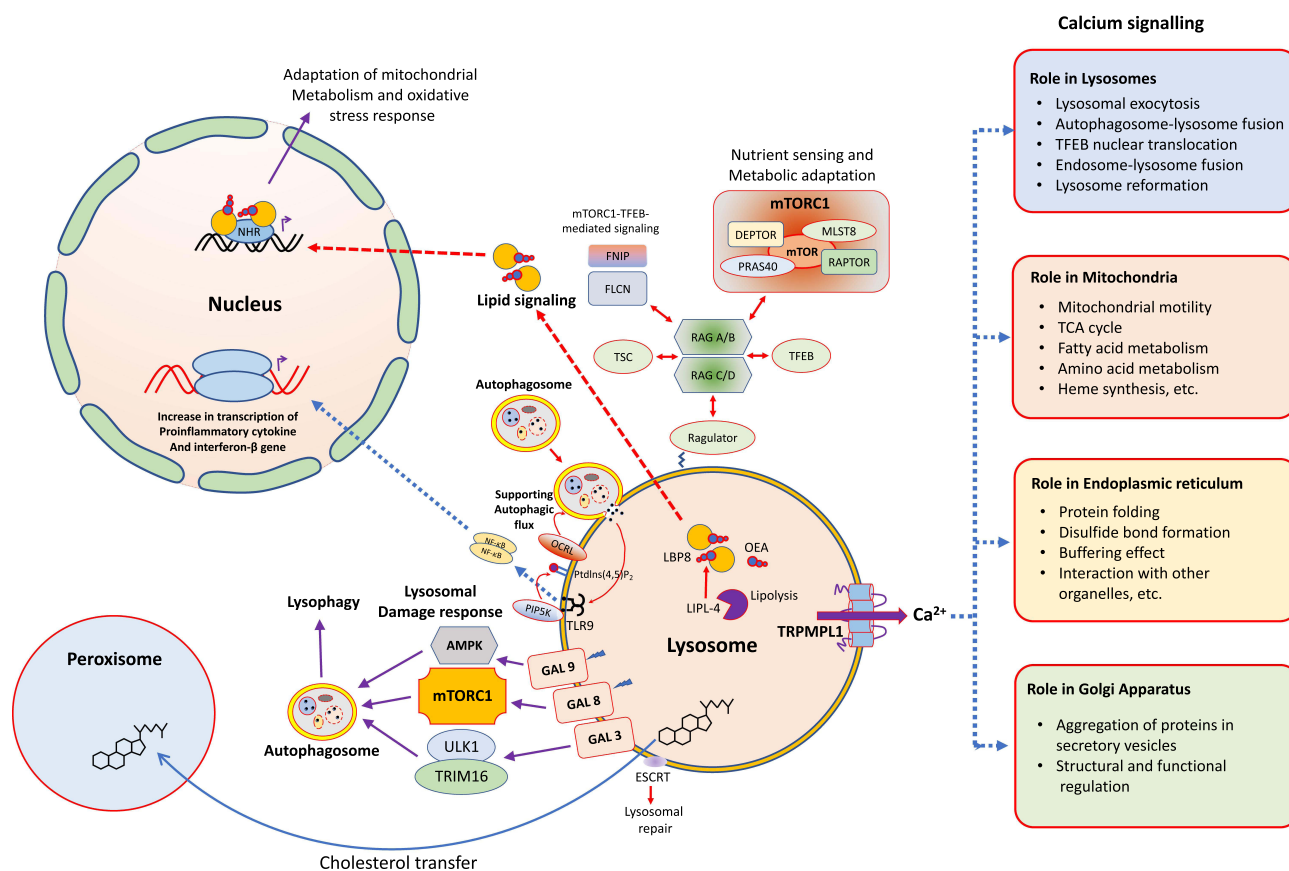 Calcium signalling
Adaptation of mitochondrial
Metabolism and oxidative
stress response
NHR
Nucleus
Increase in transcription of
Proinflammatory cytokine
And interferon-β gene
Lipid signaling
mTORC1-TFEB-
mediated signaling
FNIP
FLCN
Nutrient sensing and
Metabolic adaptation
mTORC1
DEPTOR
MLST8
mTOR
PRAS40
RAPTOR
RAG A/B
TSC
TFEB
RAG C/D
Ragulator
Autophagosome
Supporting
Autophagic
flux
OCRL
NF-κB
NF-κB
PtdIns(4,5)P2
PIP5K
TLR9
LBP8
OEA
LIPL-4
Lipolysis
Lysosome
TRPMPL1
Ca2+
Lysophagy
Lysosomal
Damage response
AMPK
mTORC1
ULK1
TRIM16
Autophagosome
GAL 9
GAL 8
GAL 3
ESCRT
Lysosomal
repair
Peroxisome
Cholesterol transfer
Role in Lysosomes
• Lysosomal exocytosis
• Autophagosome-lysosome fusion
• TFEB nuclear translocation
• Endosome-lysosome fusion
• Lysosome reformation
Role in Mitochondria
• Mitochondrial motility
• TCA cycle
• Fatty acid metabolism
• Amino acid metabolism
• Heme synthesis, etc.
Role in Endoplasmic reticulum
• Protein folding
• Disulfide bond formation
• Buffering effect
• Interaction with other
organelles, etc.
Role in Golgi Apparatus
• Aggregation of proteins in
secretory vesicles
• Structural and functional
regulation